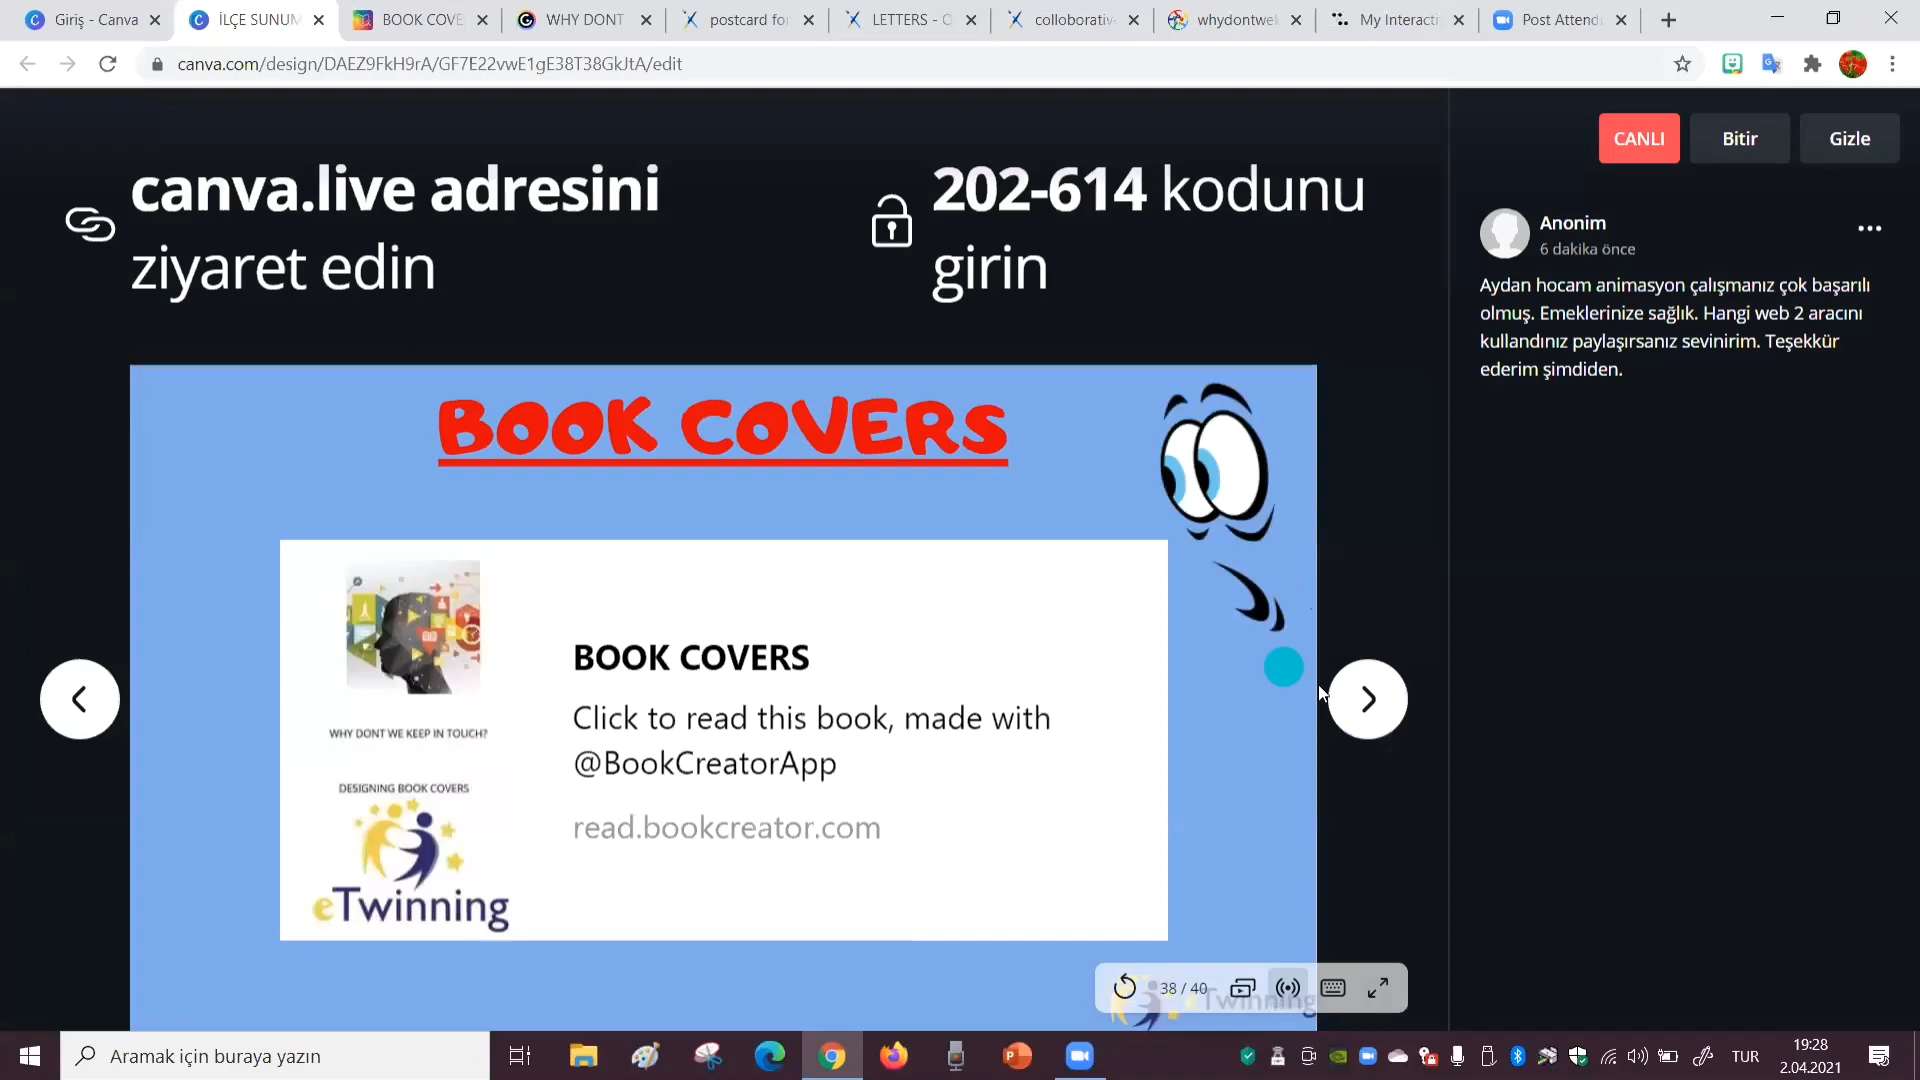 Giriş - Canva
İLÇE SUNUM
BOOK COVE
WHY DONT
postcard fo
LETTERS - O
colloborativ
whydontwek
My Interacti
Post Attende
canva.com/design/DAEZ9FkH9rA/GF7E22vwE1gE38T38GkJtA/edit
canva.live adresini
ziyaret edin
202-614 kodunu
girin
CANLI
Bitir
Gizle
Anonim
6 dakika önce
Aydan hocam animasyon çalışmanız çok başarılı
olmuş. Emeklerinize sağlık. Hangi web 2 aracını
kullandınız paylaşırsanız sevinirim. Teşekkür
ederim şimdiden.
BOOK COVERS
WHY DONT WE KEEP IN TOUCH?
DESIGNING BOOK COVERS
eTwinning
BOOK COVERS
Click to read this book, made with
@BookCreatorApp
read.bookcreator.com
38 / 40
eTwinning
Aramak için buraya yazın
TUR
19:28
2.04.2021